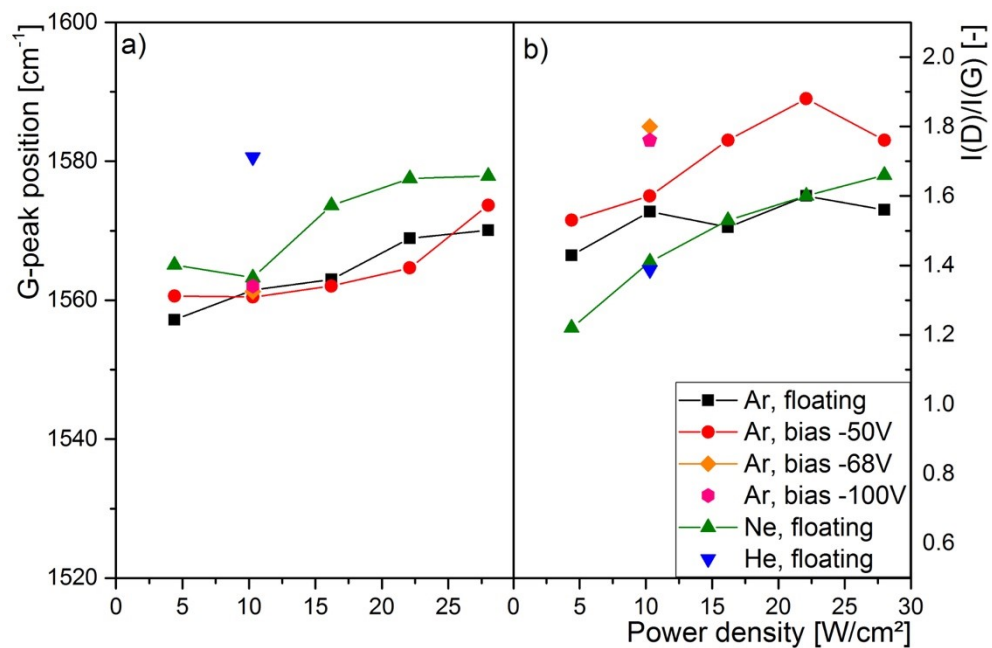 G-peak position [cm⁻¹]
1600
1580
1560
1540
1520
a)
0 5 10 15 20 25
b)
I(D)/I(G) [-]
2.0
1.8
1.6
1.4
1.2
1.0
0.8
0.6
Ar, floating
Ar, bias -50V
Ar, bias -68V
Ar, bias -100V
Ne, floating
He, floating
0 5 10 15 20 25 30
Power density [W/cm²]